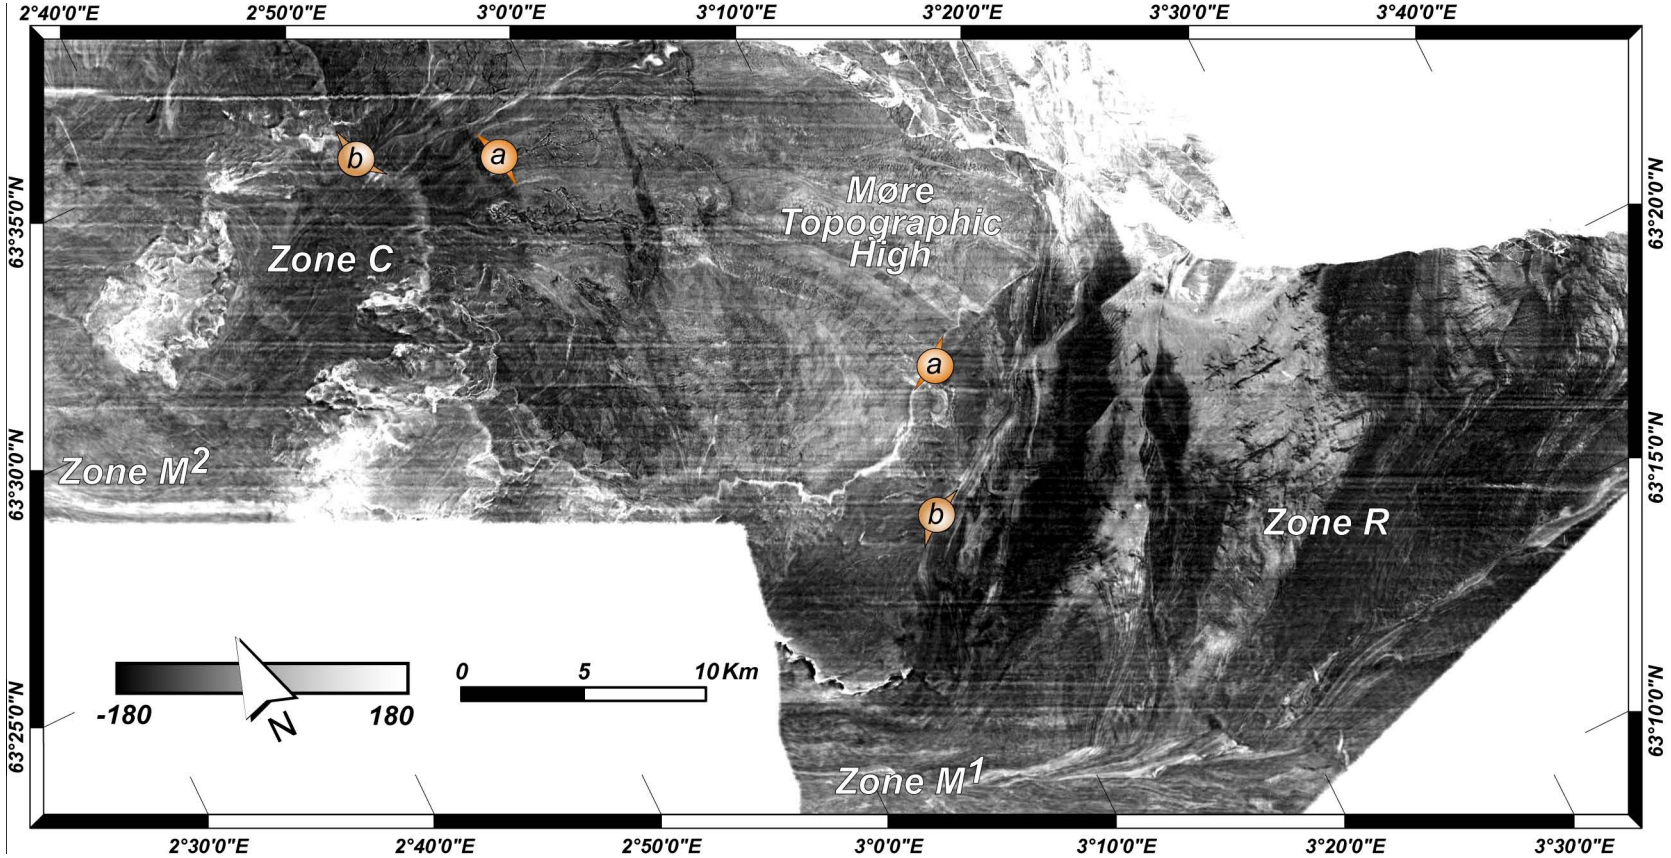 2°40'0"E 2°50'0"E 3°0'0"E 3°10'0"E 3°20'0"E 3°30'0"E 3°40'0"E
b
a
63°35'0"N
63°20'0"N
Møre
Topographic
High
Zone C
a
63°30'0"N
63°15'0"N
Zone M2
b
Zone R
0 5 10 Km
-180 180
N
63°25'0"N
63°10'0"N
Zone M1
2°30'0"E 2°40'0"E 2°50'0"E 3°0'0"E 3°10'0"E 3°20'0"E 3°30'0"E